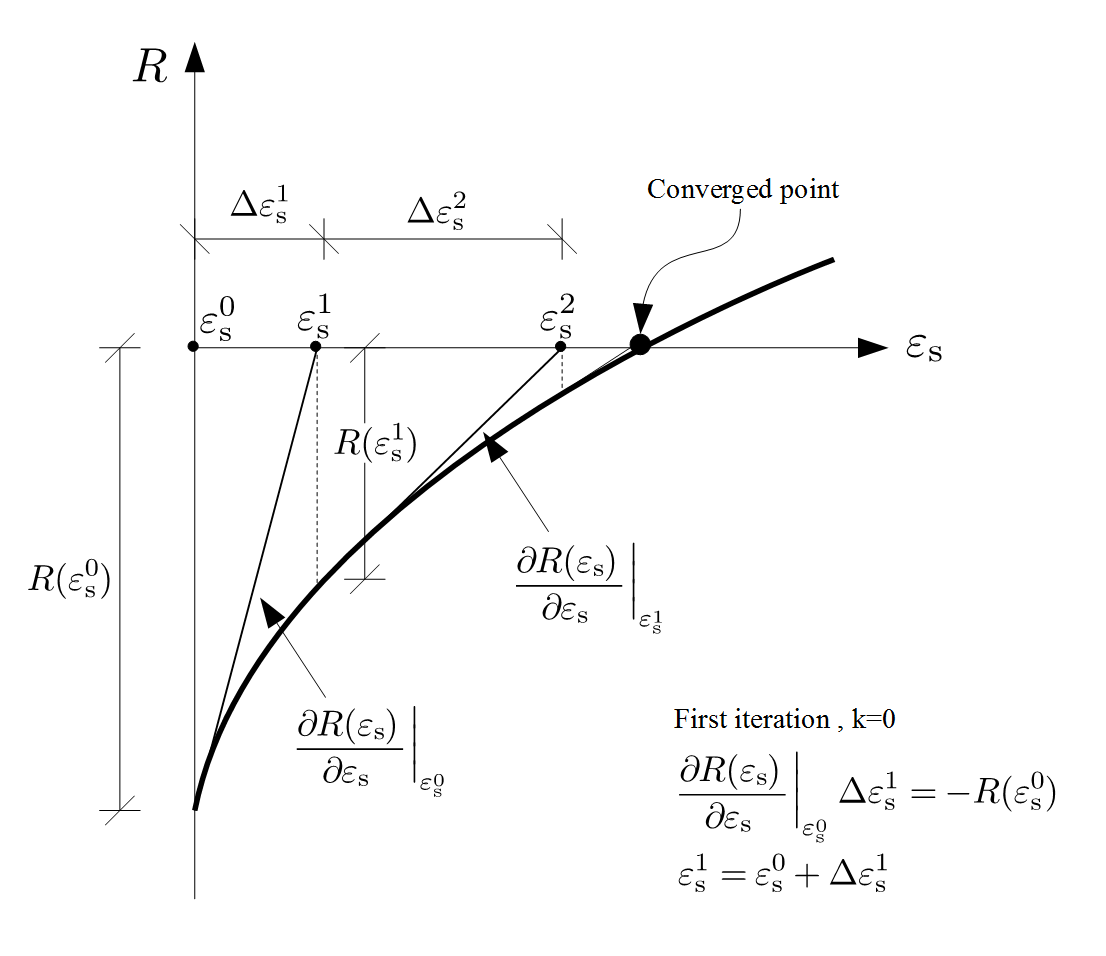 R
Δε_s^1
Δε_s^2
Converged point
ε_s^0
ε_s^1
ε_s^2
ε_s
R(ε_s^1)
R(ε_s^0)
∂R(ε_s)/∂ε_s |_{ε_s^1}
∂R(ε_s)/∂ε_s |_{ε_s^0}
First iteration , k=0
∂R(ε_s)/∂ε_s |_{ε_s^0} Δε_s^1 = −R(ε_s^0)
ε_s^1 = ε_s^0 + Δε_s^1